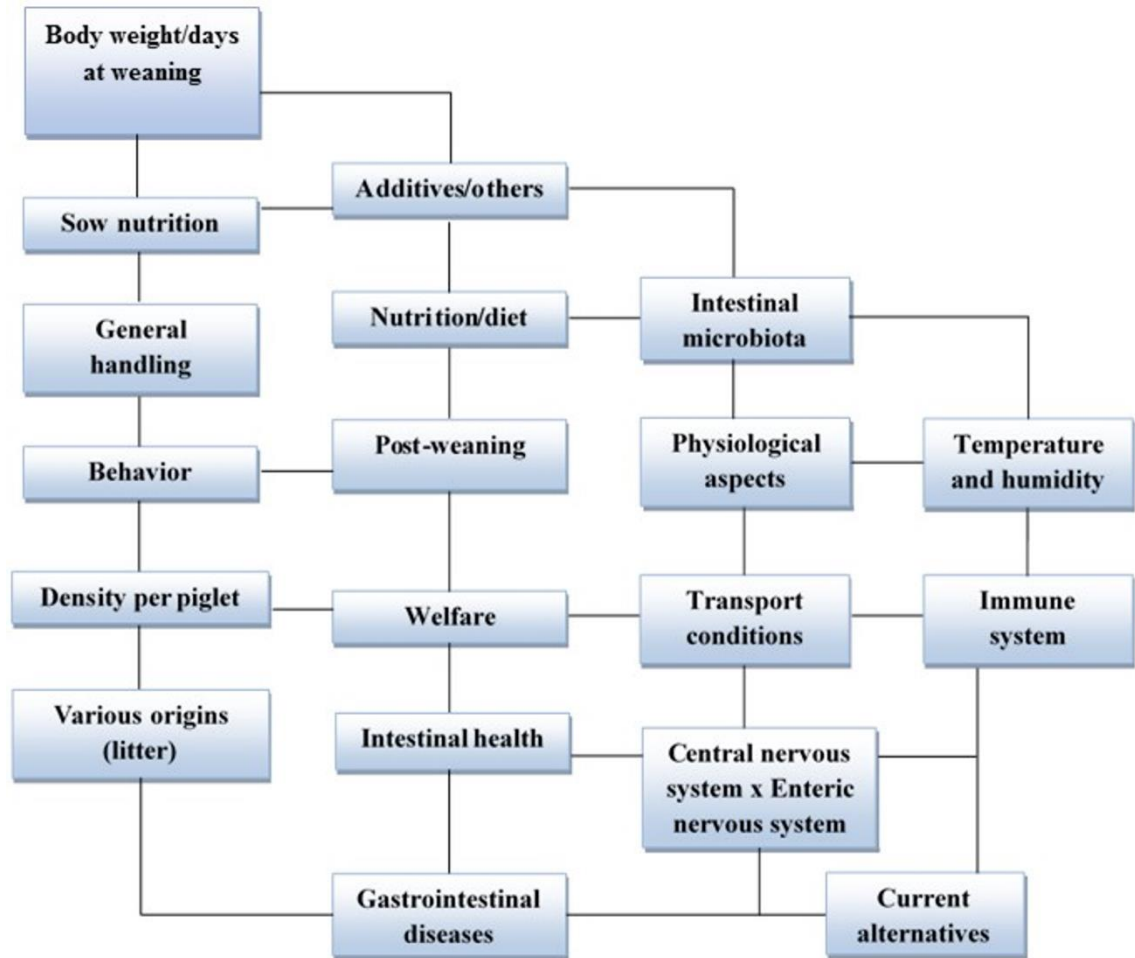 Body weight/days
at weaning
Additives/others
Sow nutrition
Nutrition/diet
Intestinal
microbiota
General
handling
Post-weaning
Physiological
aspects
Temperature
and humidity
Behavior
Density per piglet
Welfare
Transport
conditions
Immune
system
Various origins
(litter)
Intestinal health
Central nervous
system x Enteric
nervous system
Gastrointestinal
diseases
Current
alternatives